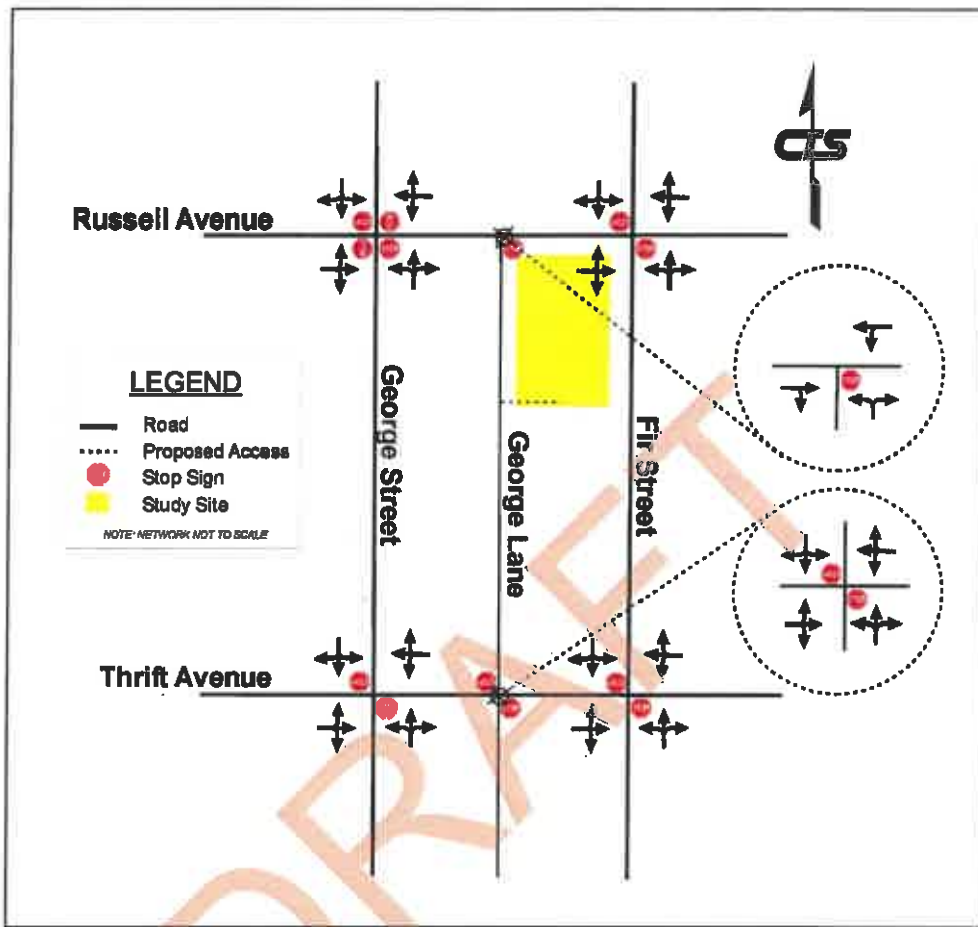 CTS
Russell Avenue
LEGEND
Road
Proposed Access
Stop Sign
Study Site
NOTE: NETWORK NOT TO SCALE
George Street
George Lane
Fir Street
Thrift Avenue
DRAFT